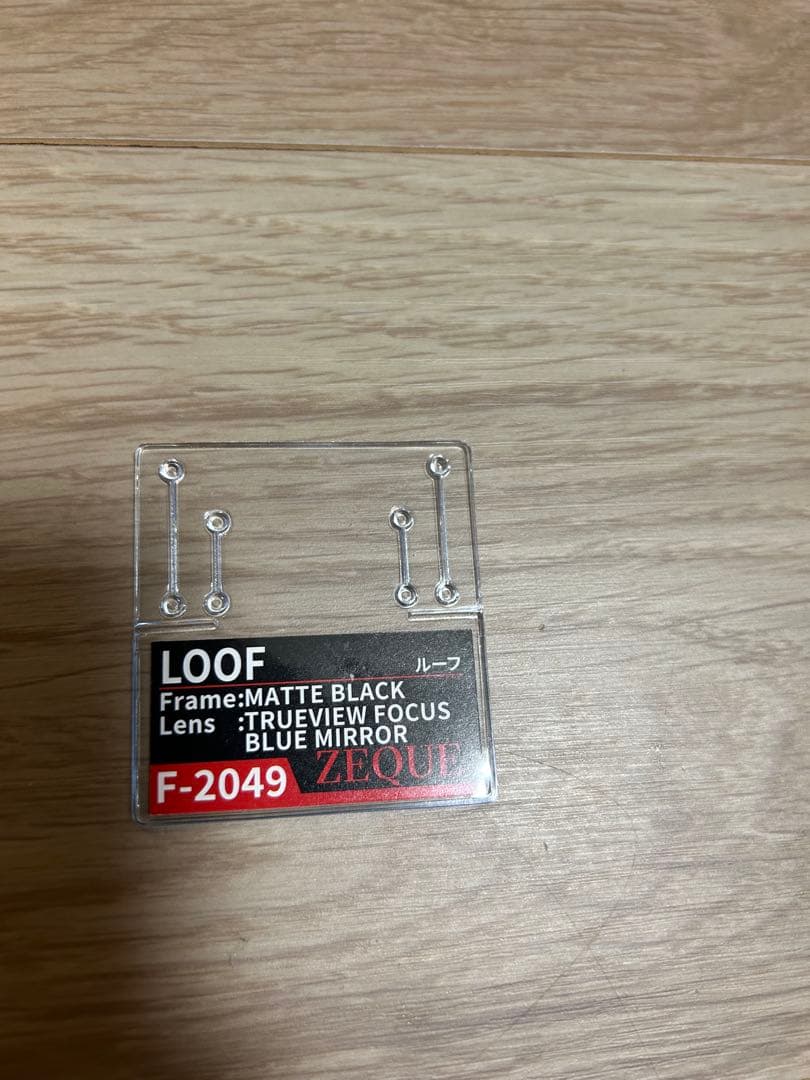 LOOF ルーフ
Frame:MATTE BLACK
Lens :TRUEVIEW FOCUS
BLUE MIRROR
ZEQUE
F-2049